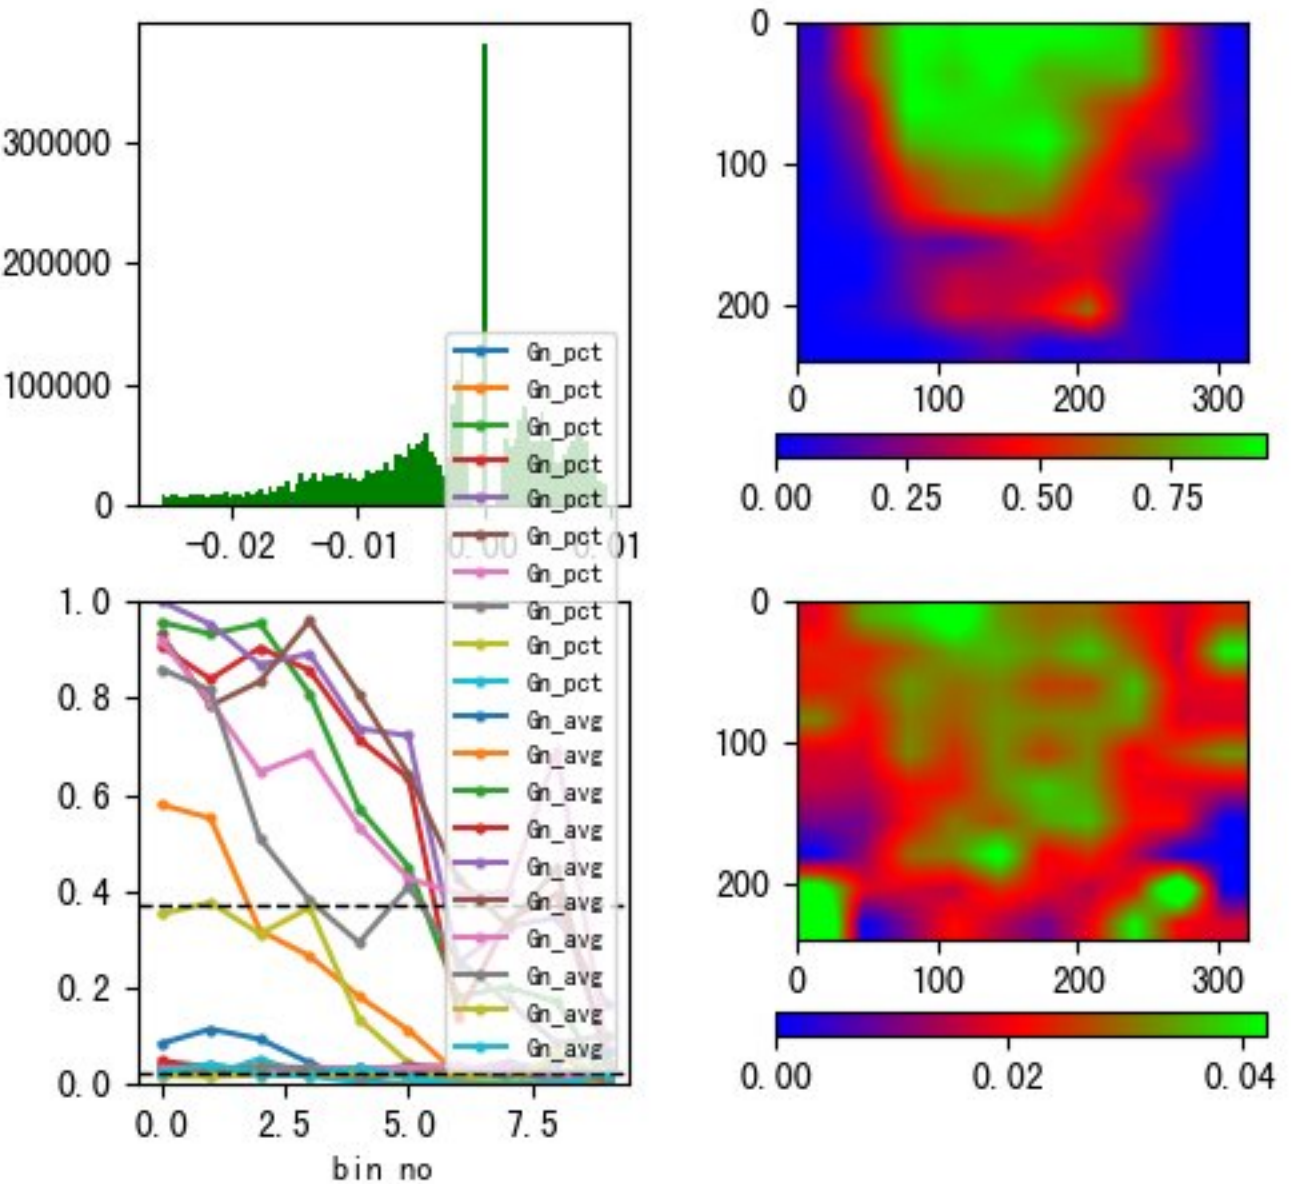 300000
200000
100000
0
-0.02 -0.01 0.00 0.01
0
100
200
0 100 200 300
0.00 0.25 0.50 0.75
Gn_pct
Gn_pct
Gn_pct
Gn_pct
Gn_pct
Gn_pct
Gn_pct
Gn_pct
Gn_pct
Gn_pct
Gn_avg
Gn_avg
Gn_avg
Gn_avg
Gn_avg
Gn_avg
Gn_avg
Gn_avg
Gn_avg
Gn_avg
1.0
0.8
0.6
0.4
0.2
0.0
0.0 2.5 5.0 7.5
bin no
0
100
200
0 100 200 300
0.00 0.02 0.04